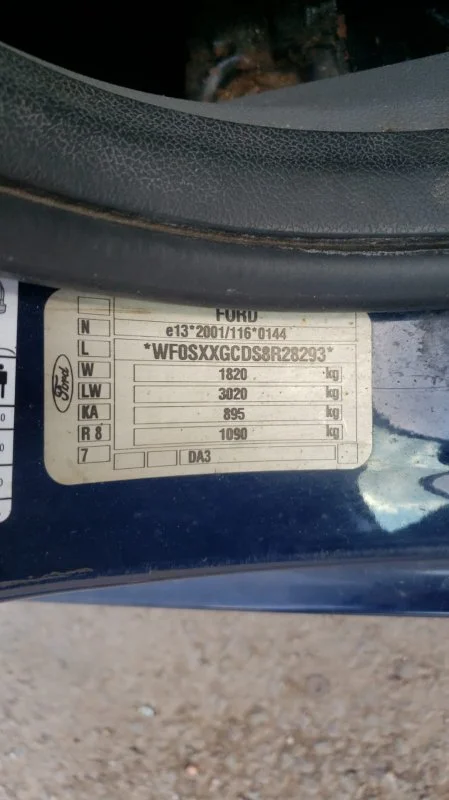 FORD
N e13*2001/116*0144
L *WF0SXXGCDS8R28293*
W 1820 kg
LW 3020 kg
KA 895 kg
R 8 1090 kg
7 DA3
Ford